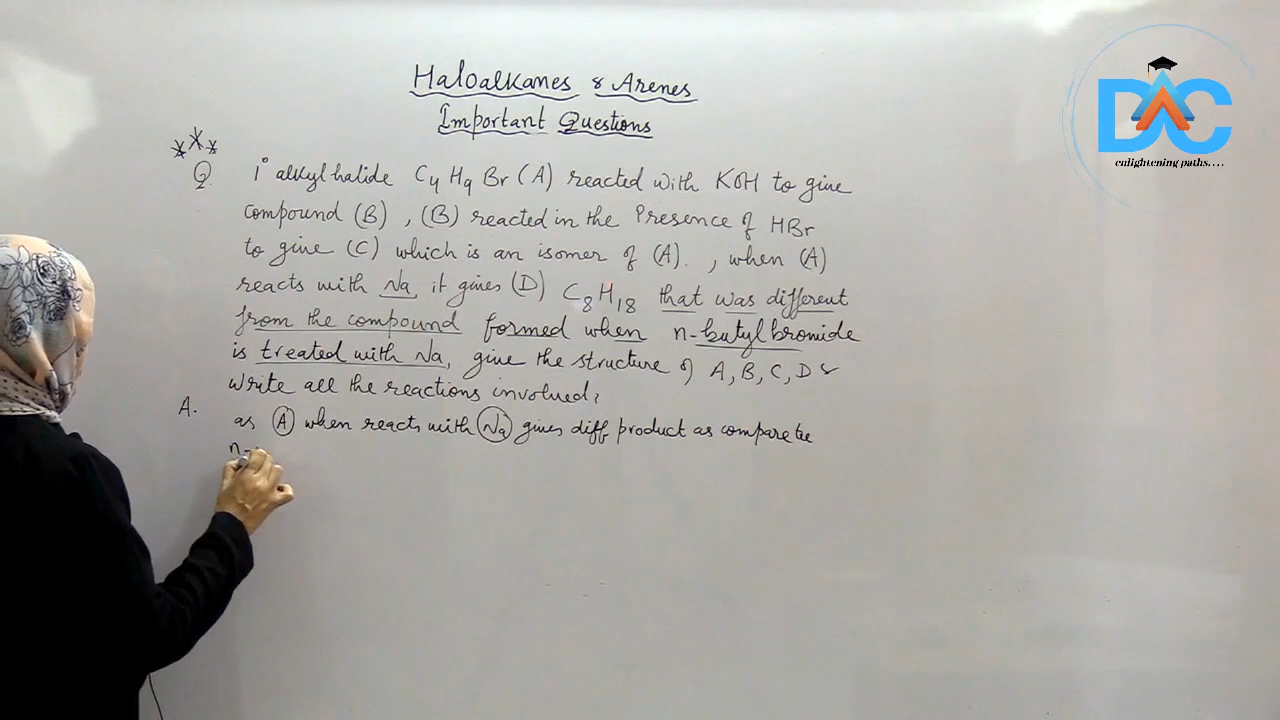 Haloalkanes & Arenes
Important Questions
Q. 1° alkyl halide C4H9Br (A) reacted with KOH to give
compound (B) , (B) reacted in the Presence of HBr
to give (C) which is an isomer of (A). , when (A)
reacts with Na, it gives (D) C8H18 that was different
from the compound formed when n-butyl bromide
is treated with Na, give the structure of A, B, C, D &
Write all the reactions involved.
A. as (A) when reacts with (Na) gives diff product as compare to
n-
DAC
enlightening paths....